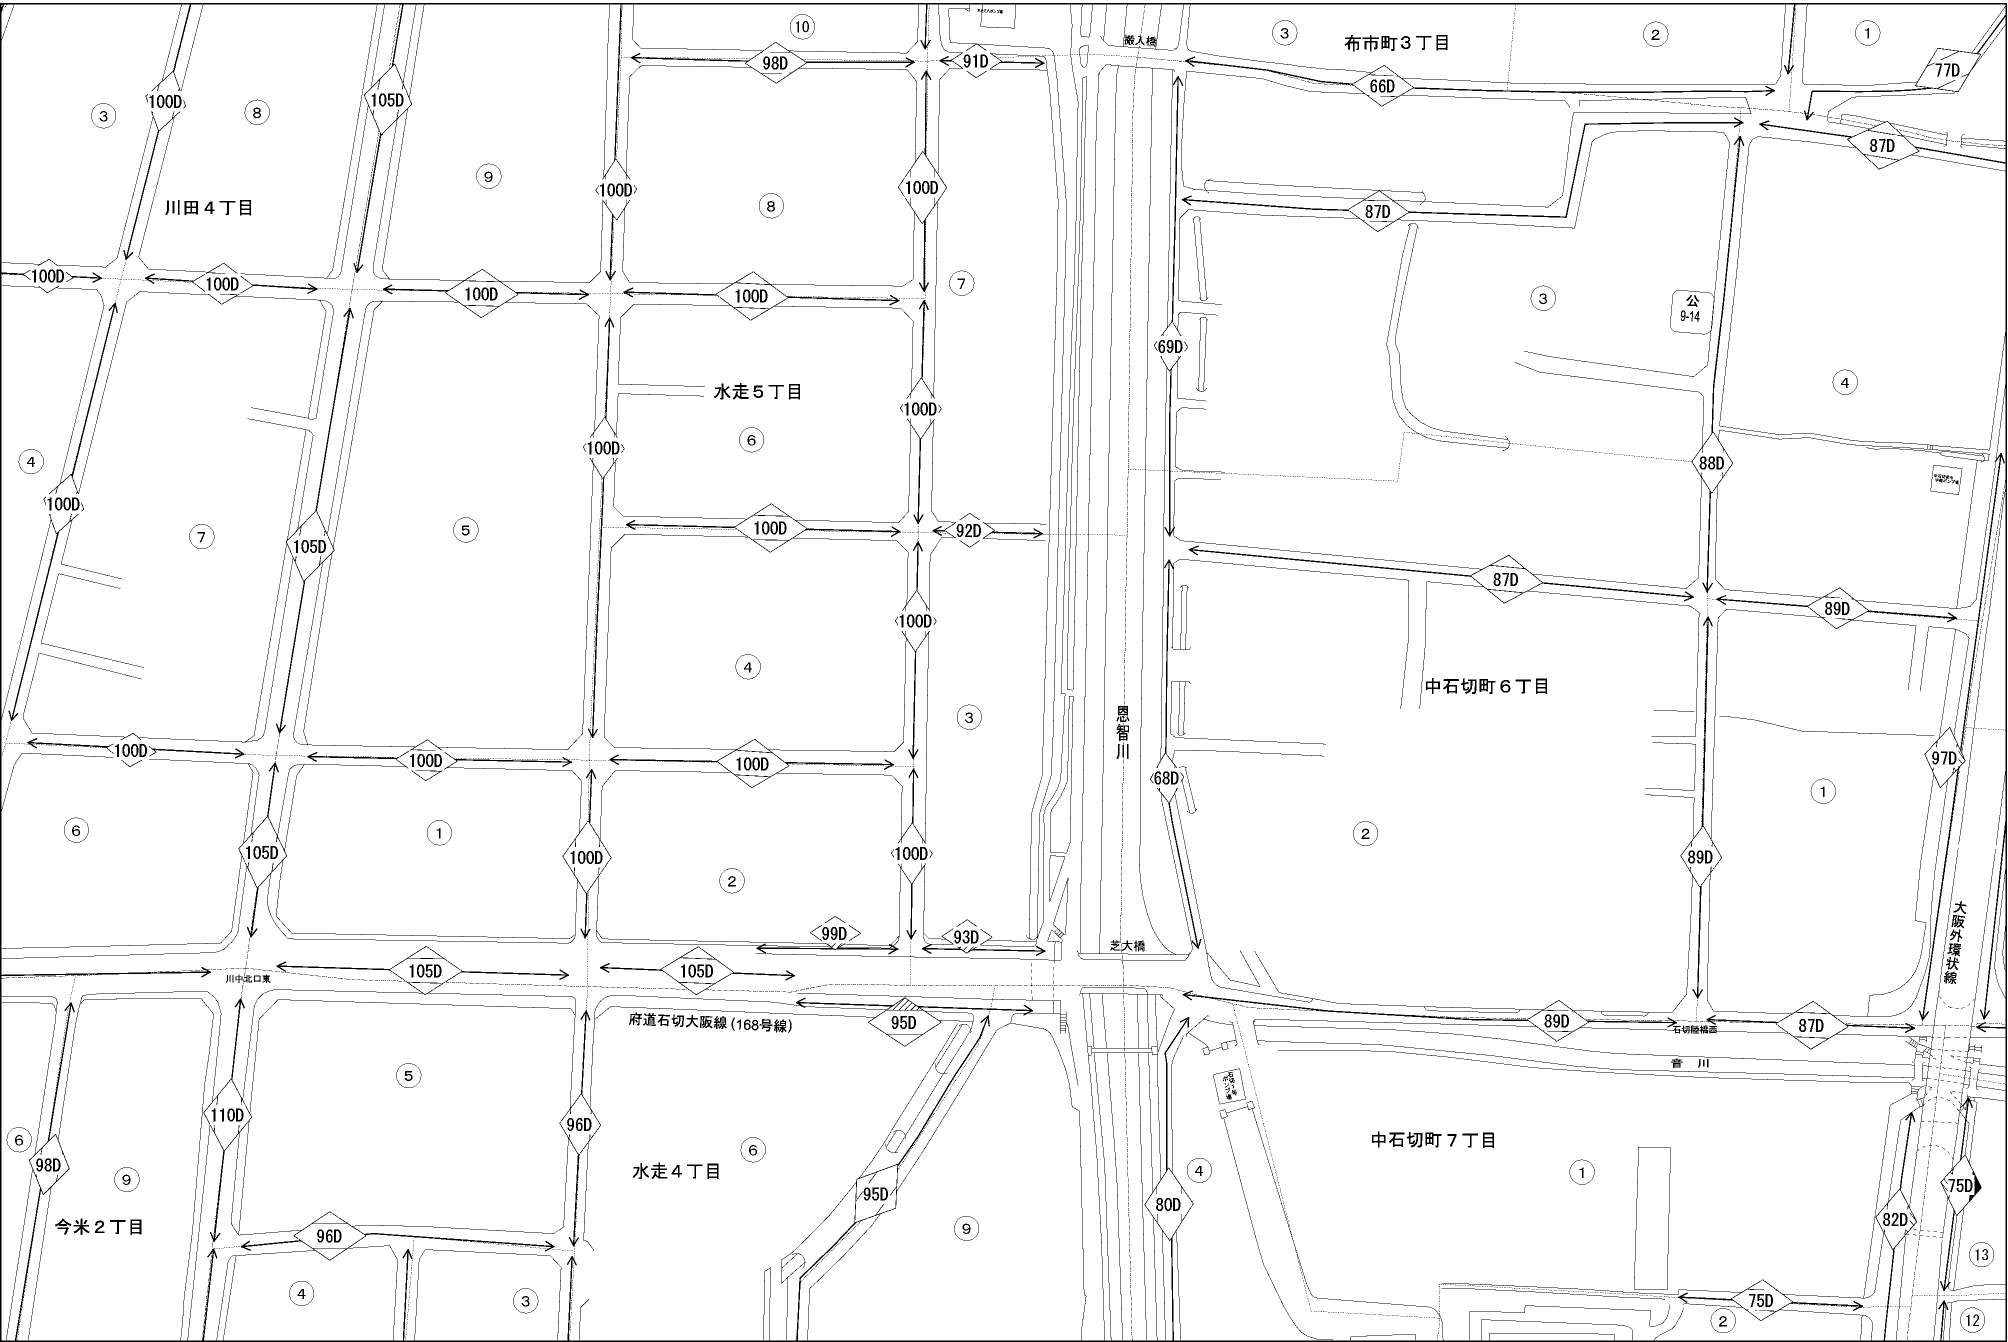 ⑩
搬入橋
③
布市町３丁目
②
①
98D
91D
66D
77D
100D
105D
③
⑧
87D
⑨
100D
100D
⑧
87D
川田４丁目
100D
100D
100D
100D
⑦
③
公
9-14
69D
水走５丁目
100D
④
⑥
100D
88D
④
100D
⑦
105D
⑤
100D
92D
87D
89D
100D
④
中石切町６丁目
③
恩智川
100D
100D
100D
68D
97D
①
⑥
①
105D
100D
100D
②
②
89D
99D
93D
芝大橋
大阪外環状線
105D
105D
川中北口東
府道石切大阪線(168号線)
95D
89D
87D
石切陸橋西
音 川
⑤
110D
96D
⑥
98D
⑨
水走４丁目
⑥
95D
80D
④
中石切町７丁目
①
75D
82D
今米２丁目
96D
⑨
⑬
④
③
75D
②
⑫